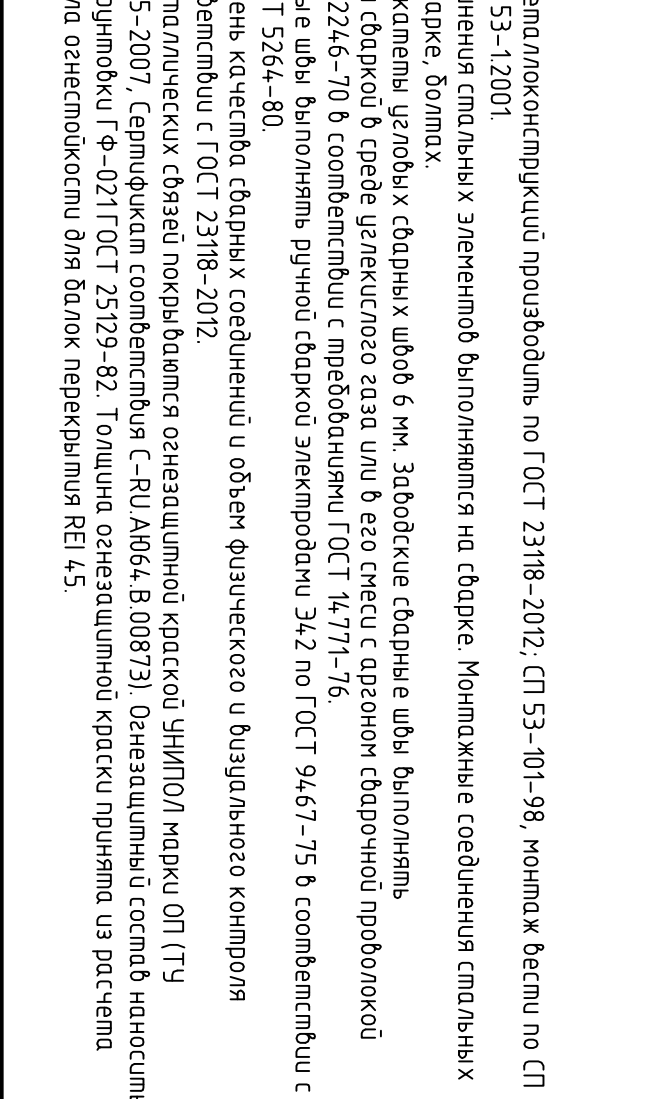 еталлоконструкций производить по ГОСТ 23118-2012; СП 53-101-98, монтаж вести по СП
53-1.2001.
нения стальных элементов выполняются на сварке. Монтажные соединения стальных
арке, болтах.
катеты угловых сварных швов 6 мм. Заводские сварные швы выполнять
сваркой в среде углекислого газа или в его смеси с аргоном сварочной проволокой
2246-70 в соответствии с требованиями ГОСТ 14771-76.
ые швы выполнять ручной сваркой электродами Э42 по ГОСТ 9467-75 в соответствии с
Т 5264-80.
ень качества сварных соединений и объем физического и визуального контроля
ветствии с ГОСТ 23118-2012.
таллических связей покрываются огнезащитной краской УНИПОЛ марки ОП (ТУ
5-2007, Сертификат соответствия C-RU.АЮ64.В.00873). Огнезащитный состав наносить
рунтовки ГФ-021 ГОСТ 25129-82. Толщина огнезащитной краски принята из расчета
ла огнестойкости для балок перекрытия REI 45.